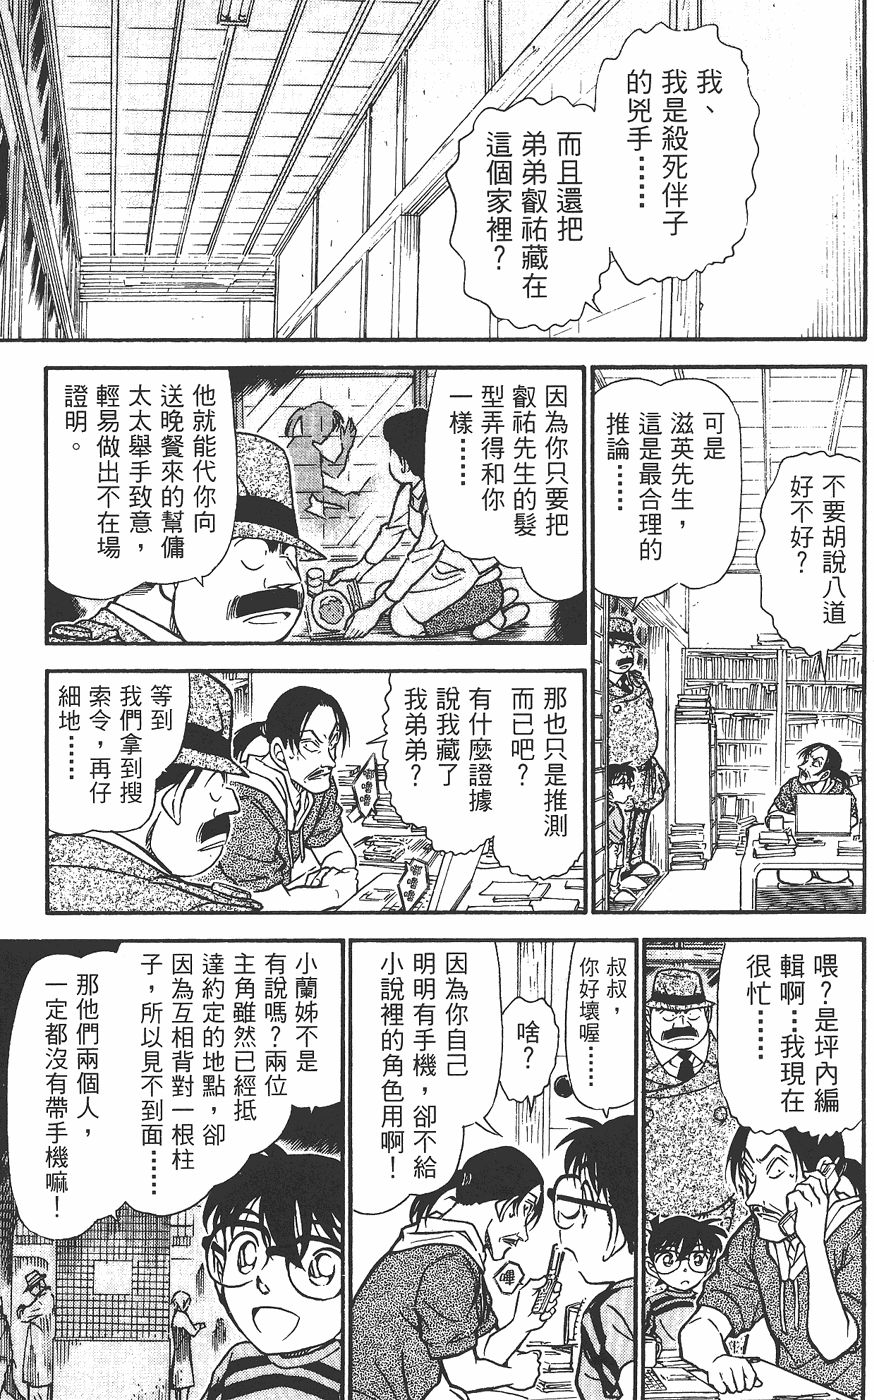 我、
我是殺死伴子
的兇手……
而且還把
弟弟叡祐藏在
這個家裡？
不要胡說八道
好不好？
可是
滋英先生，
這是最合理的
推論……
因為你只要把
叡祐先生的髮
型弄得和你
一樣……
他就能代你向
送晚餐來的幫傭
太太舉手致意，
輕易做出不在場
證明。
那也只是推測
而已吧？
有什麼證據
說我藏了
我弟弟？
嘟嚕嚕
嘟嚕嚕
等到
我們拿到搜
索令，再仔
細地……
喂？是坪內編
輯啊…我現在
很忙……
叔叔，
你好壞喔……
啥？
因為你自己
明明有手機，卻不給
小說裡的角色用啊！
嗶
小蘭姊不是
有說嗎？兩位
主角雖然已經抵
達約定的地點，卻
因為互相背對一根柱
子，所以見不到面……
那他們兩個人，
一定都沒有帶手機嘛！